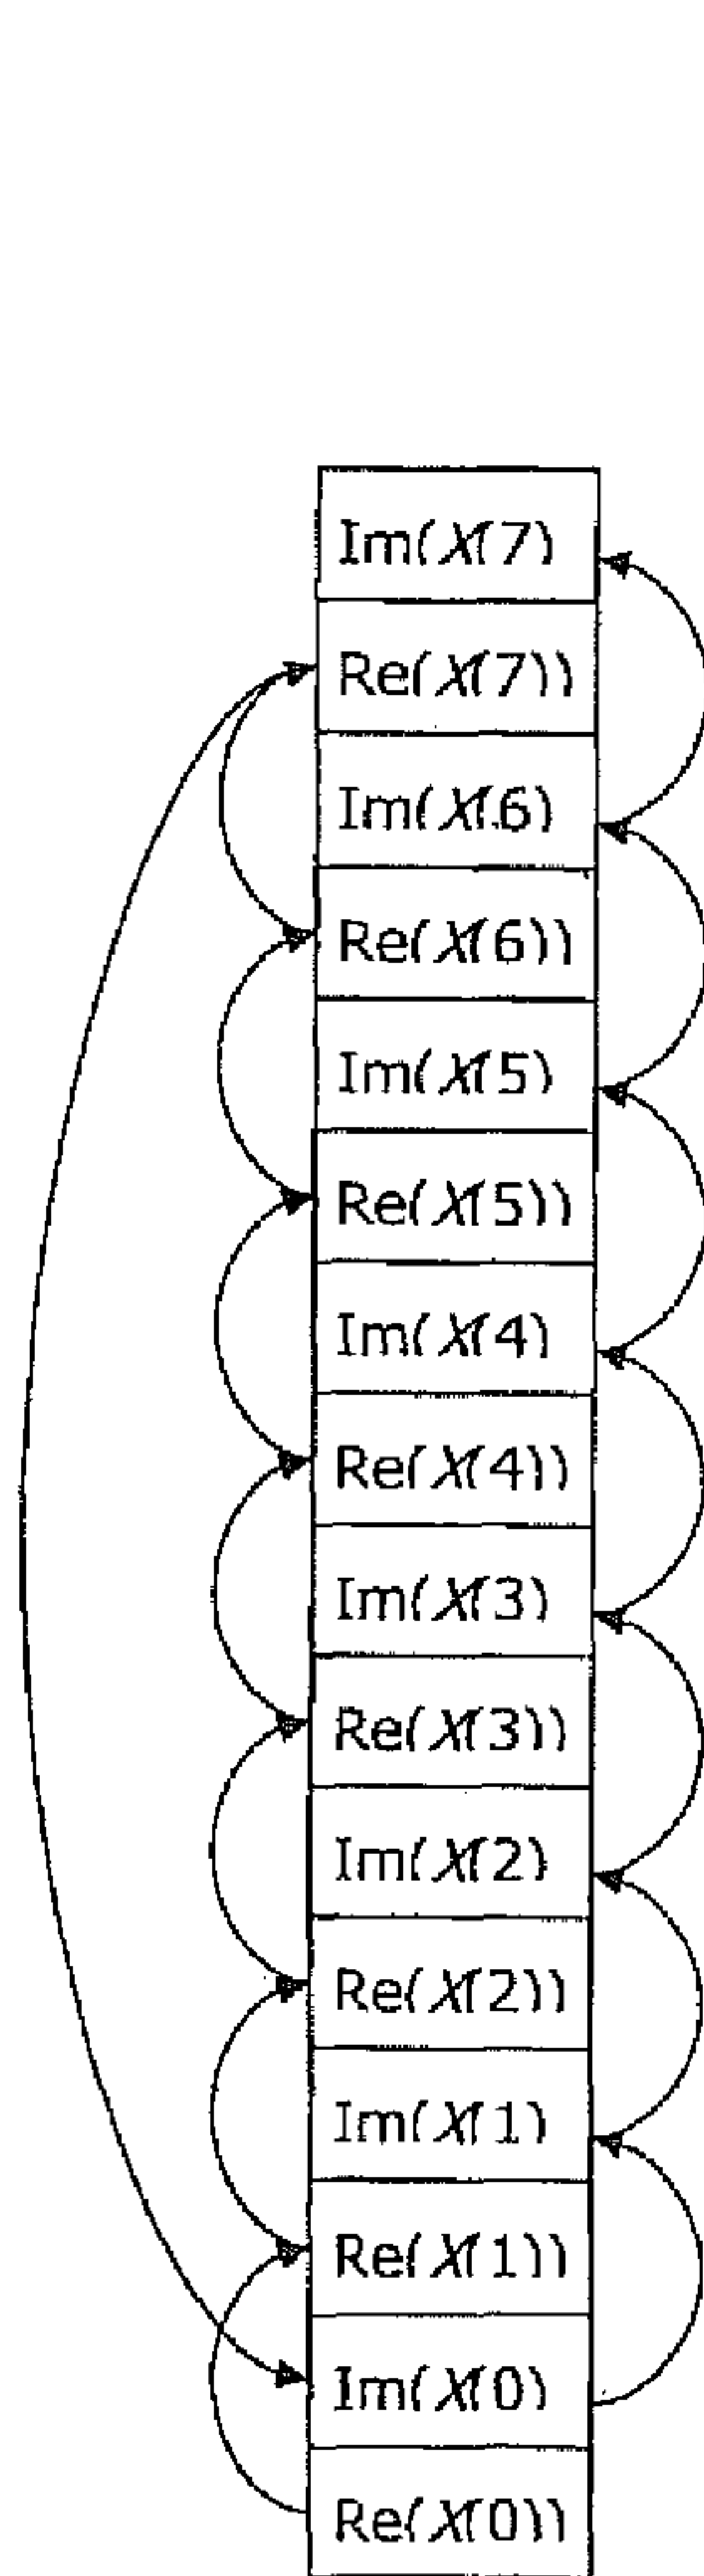 Im(X(7)
Re(X(7))
Im(X(6)
Re(X(6))
Im(X(5)
Re(X(5))
Im(X(4)
Re(X(4))
Im(X(3)
Re(X(3))
Im(X(2)
Re(X(2))
Im(X(1)
Re(X(1))
Im(X(0)
Re(X(0))